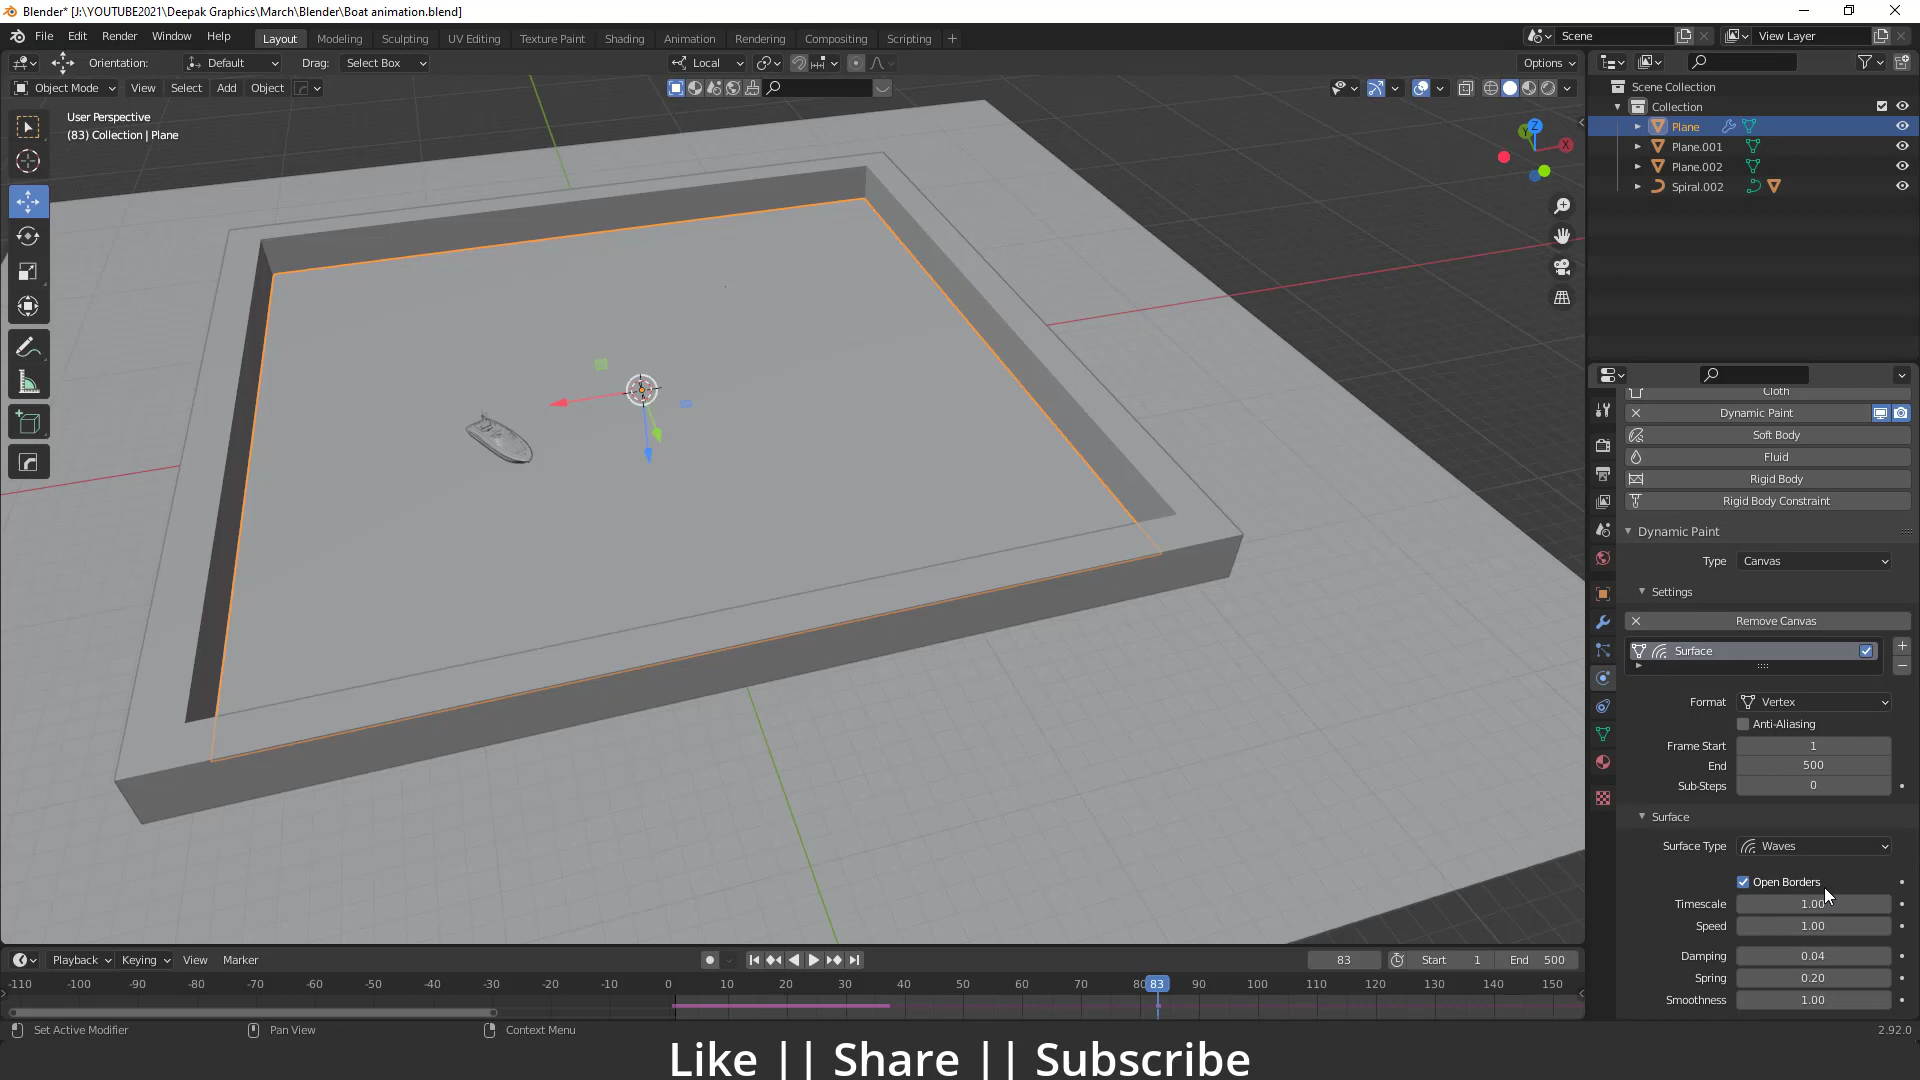 Blender* [J:\YOUTUBE2021\Deepak Graphics\March\Blender\Boat animation.blend]
File Edit Render Window Help
Layout Modeling Sculpting UV Editing Texture Paint Shading Animation Rendering Compositing Scripting +
Scene
View Layer
Orientation: Default Drag: Select Box
Local
Options
Object Mode View Select Add Object
User Perspective
(83) Collection | Plane
Z
Y
X
Scene Collection
Collection
Plane
Plane.001
Plane.002
Spiral.002
Cloth
Dynamic Paint
Soft Body
Fluid
Rigid Body
Rigid Body Constraint
Dynamic Paint
Type Canvas
Settings
Remove Canvas
Surface
Format Vertex
Anti-Aliasing
Frame Start 1
End 500
Sub-Steps 0
Surface
Surface Type Waves
Open Borders
Timescale 1.00
Speed 1.00
Damping 0.04
Spring 0.20
Smoothness 1.00
Playback Keying View Marker
83 Start 1 End 500
-110 -100 -90 -80 -70 -60 -50 -40 -30 -20 -10 0 10 20 30 40 50 60 70 80 83 90 100 110 120 130 140 150
Set Active Modifier Pan View Context Menu 2.92.0
Like || Share || Subscribe